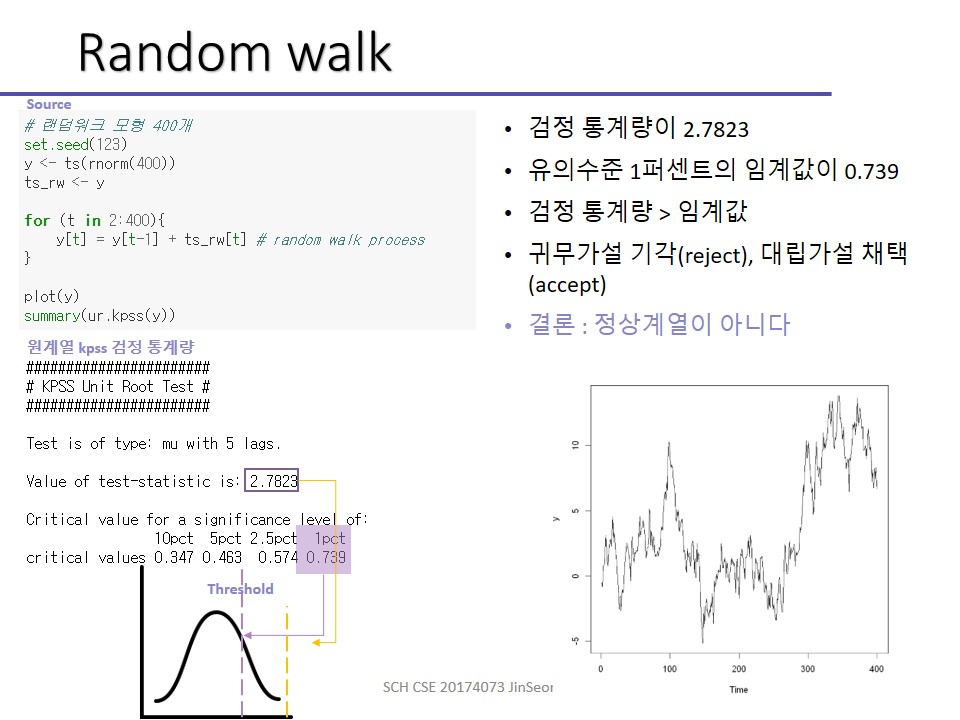 Random walk
Source
# 랜덤워크 모형 400개
set.seed(123)
y <- ts(rnorm(400))
ts_rw <- y
for (t in 2:400){
y[t] = y[t-1] + ts_rw[t] # random walk process
}
plot(y)
summary(ur.kpss(y))
원계열 kpss 검정 통계량
#######################
# KPSS Unit Root Test #
#######################
Test is of type: mu with 5 lags.
Value of test-statistic is: 2.7823
Critical value for a significance level of:
10pct 5pct 2.5pct 1pct
critical values 0.347 0.463 0.574 0.739
Threshold
• 검정 통계량이 2.7823
• 유의수준 1퍼센트의 임계값이 0.739
• 검정 통계량 > 임계값
• 귀무가설 기각(reject), 대립가설 채택
(accept)
• 결론 : 정상계열이 아니다
10
5
0
-5
y
0 100 200 300 400
Time
SCH CSE 20174073 JinSeor